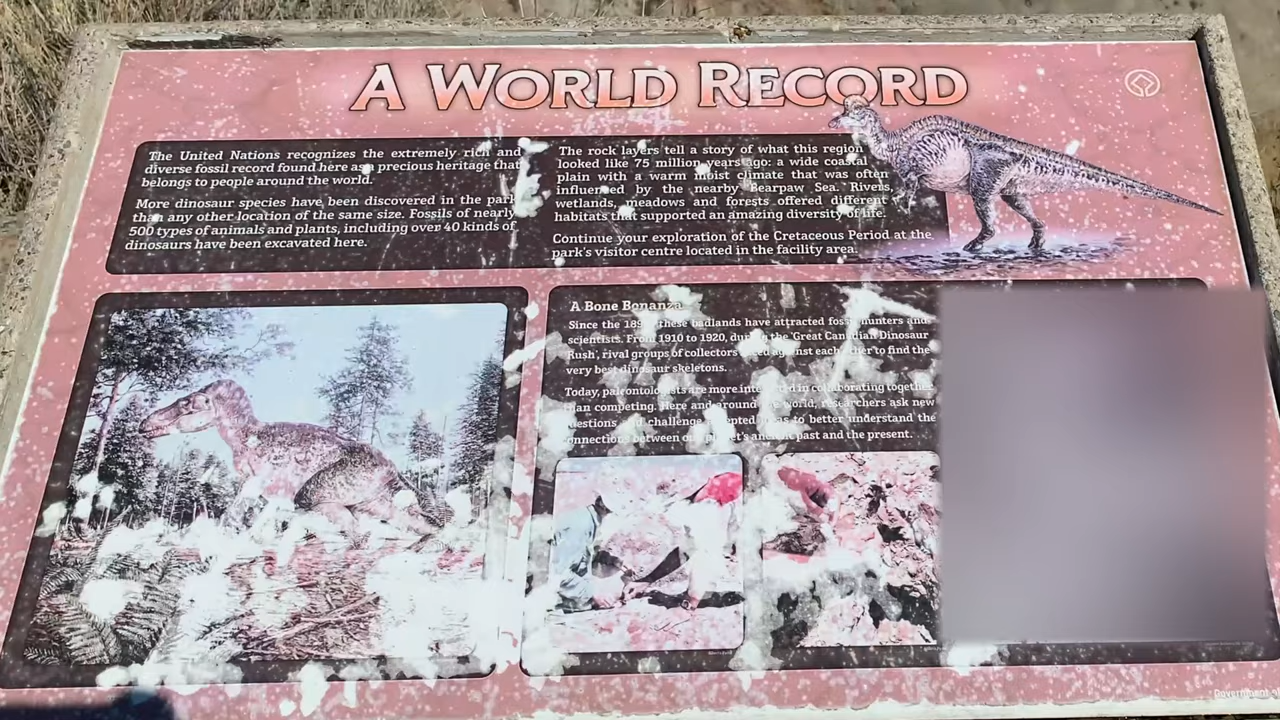 A WORLD RECORD
The United Nations recognizes the extremely rich and
diverse fossil record found here as a precious heritage that
belongs to people around the world.
More dinosaur species have been discovered in the park
than any other location of the same size. Fossils of nearly
500 types of animals and plants, including over 40 kinds of
dinosaurs have been excavated here.
The rock layers tell a story of what this region
looked like 75 million years ago: a wide coastal
plain with a warm moist climate that was often
influenced by the nearby Bearpaw Sea. Rivers,
wetlands, meadows and forests offered different
habitats that supported an amazing diversity of life.
Continue your exploration of the Cretaceous Period at the
park's visitor centre located in the facility area.
A Bone Bonanza
Since the these badlands have attracted hunters and
scientists. From 1910 to 1920, during the 'Great Canadian Dinosaur
Rush', rival groups of collectors against each other to find the
very best dinosaur skeletons.
Today, paleontologists are more in collaborating together
than competing. Here and around world, researchers ask new
questions challenge to better understand the
connections between our planet's ancient past and the present.
Government